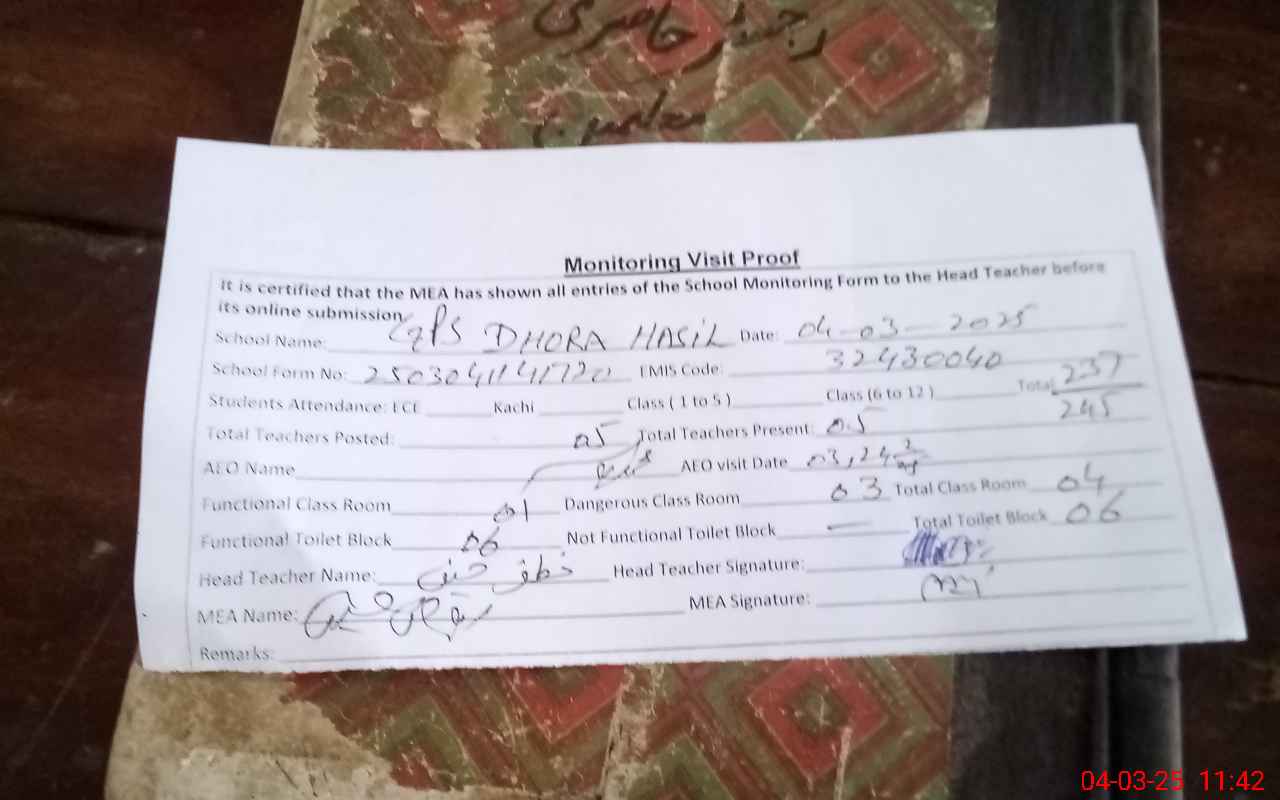 رجسٹر حاضری
معلمین
Monitoring Visit Proof
It is certified that the MEA has shown all entries of the School Monitoring Form to the Head Teacher before
its online submission.
School Name: GPS DHORA HASIL Date: 04-03-2025
School Form No: EMIS Code: 32430040
Students Attendance: ECE Kachi Class ( 1 to 5 ) Class (6 to 12 ) Total 237
245
Total Teachers Posted: 05 Total Teachers Present: 05
AEO Name AEO visit Date 03,24
Functional Class Room 01 Dangerous Class Room 03 Total Class Room 04
Functional Toilet Block 06 Not Functional Toilet Block — Total Toilet Block 06
Head Teacher Name: Head Teacher Signature:
MEA Name: MEA Signature:
Remarks:
04-03-25 11:42